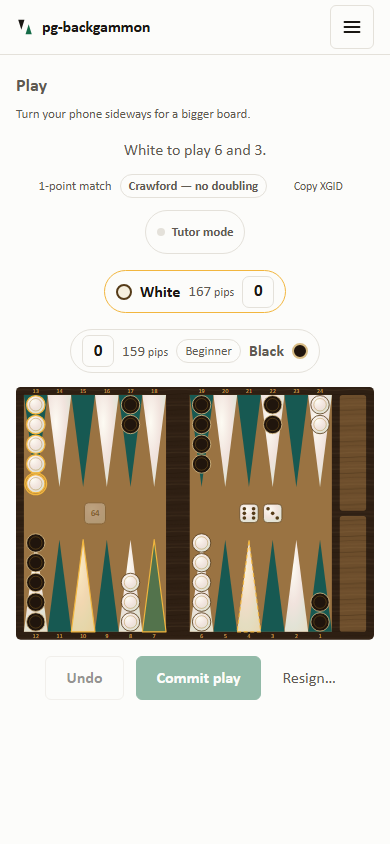 pg-backgammon
Play
Turn your phone sideways for a bigger board.
White to play 6 and 3.
1-point match Crawford — no doubling Copy XGID
Tutor mode
White 167 pips 0
0 159 pips Beginner Black
13 14 15 16 17 18 19 20 21 22 23 24
64
12 11 10 9 8 7 6 5 4 3 2 1
Undo Commit play Resign...